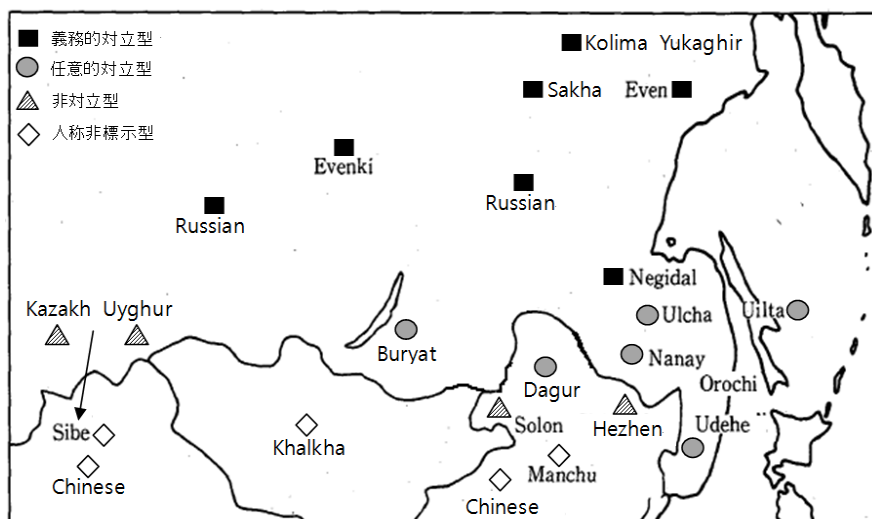 義務的対立型
任意的対立型
非対立型
人称非標示型
Kolima Yukaghir
Sakha Even
Evenki
Russian
Russian
Negidal
Kazakh Uyghur
Ulcha
Uilta
Buryat
Nanay
Dagur
Orochi
Solon
Hezhen
Udehe
Sibe
Khalkha
Manchu
Chinese
Chinese